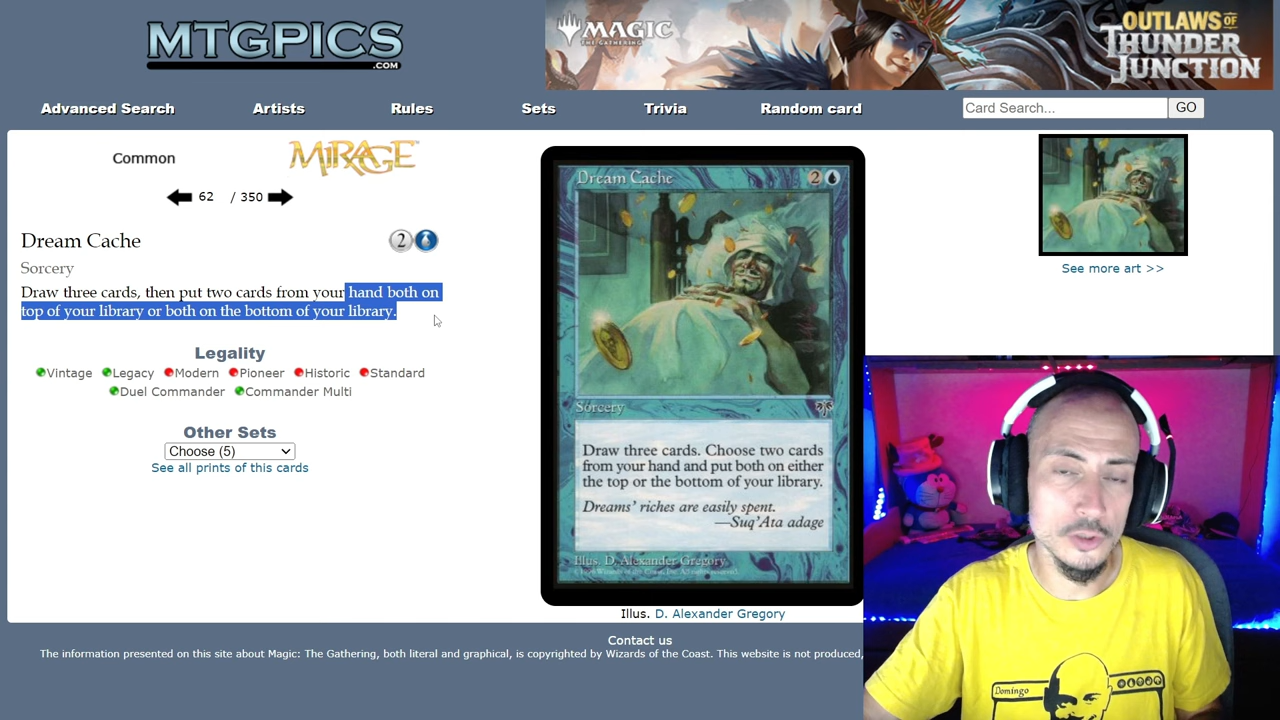 MTGPICS
.COM
MAGIC
THE GATHERING
OUTLAWS OF
THUNDER
JUNCTION
Advanced Search
Artists
Rules
Sets
Trivia
Random card
Card Search...
GO
Common
MIRAGE
62 / 350
Dream Cache
2
Sorcery
Draw three cards, then put two cards from your hand both on
top of your library or both on the bottom of your library.
Legality
Vintage Legacy Modern Pioneer Historic Standard
Duel Commander Commander Multi
Other Sets
Choose (5)
See all prints of this cards
Dream Cache
2
Sorcery
Draw three cards. Choose two cards
from your hand and put both on either
the top or the bottom of your library.
Dreams' riches are easily spent.
—Suq'Ata adage
Illus. D. Alexander Gregory
Illus. D. Alexander Gregory
See more art >>
Contact us
The information presented on this site about Magic: The Gathering, both literal and graphical, is copyrighted by Wizards of the Coast. This website is not produced,
Domingo